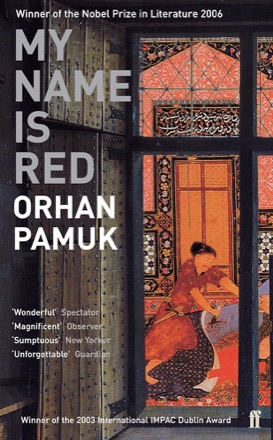 Winner of the Nobel Prize in Literature 2006
MY
NAME
IS
RED
ORHAN
PAMUK
'Wonderful' Spectator
'Magnificent' Observer
'Sumptuous' New Yorker
'Unforgettable' Guardian
Winner of the 2003 International IMPAC Dublin Award
ff